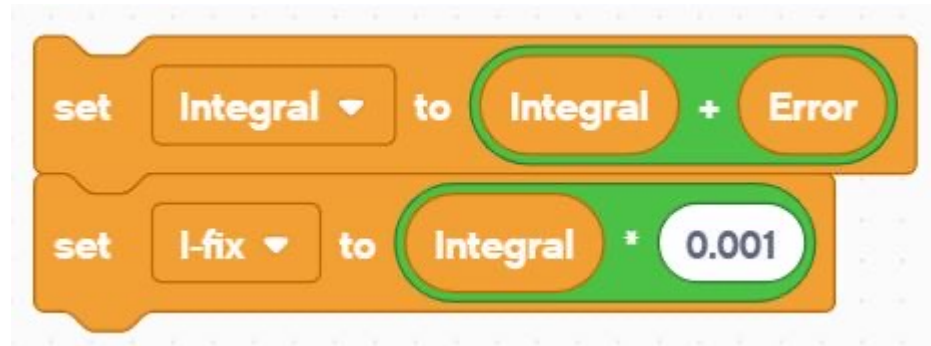 set Integral to Integral + Error
set I-fix to Integral * 0.001